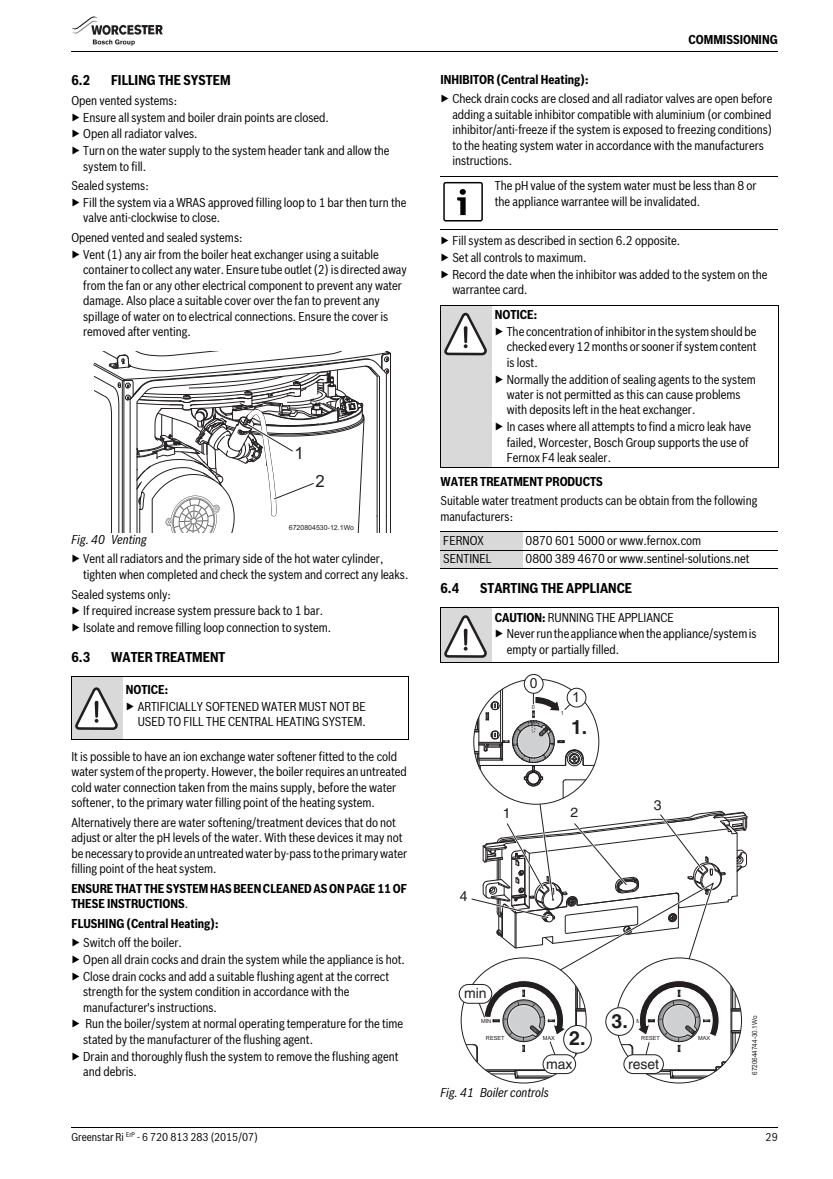 WORCESTER
Bosch Group
COMMISSIONING
6.2 FILLING THE SYSTEM
Open vented systems:
▶ Ensure all system and boiler drain points are closed.
▶ Open all radiator valves.
▶ Turn on the water supply to the system header tank and allow the
system to fill.
Sealed systems:
▶ Fill the system via a WRAS approved filling loop to 1 bar then turn the
valve anti-clockwise to close.
Opened vented and sealed systems:
▶ Vent (1) any air from the boiler heat exchanger using a suitable
container to collect any water. Ensure tube outlet (2) is directed away
from the fan or any other electrical component to prevent any water
damage. Also place a suitable cover over the fan to prevent any
spillage of water on to electrical connections. Ensure the cover is
removed after venting.
1
2
6720804530-12.1Wo
Fig. 40 Venting
▶ Vent all radiators and the primary side of the hot water cylinder,
tighten when completed and check the system and correct any leaks.
Sealed systems only:
▶ If required increase system pressure back to 1 bar.
▶ Isolate and remove filling loop connection to system.
6.3 WATER TREATMENT
NOTICE:
▶ ARTIFICIALLY SOFTENED WATER MUST NOT BE
USED TO FILL THE CENTRAL HEATING SYSTEM.
It is possible to have an ion exchange water softener fitted to the cold
water system of the property. However, the boiler requires an untreated
cold water connection taken from the mains supply, before the water
softener, to the primary water filling point of the heating system.
Alternatively there are water softening/treatment devices that do not
adjust or alter the pH levels of the water. With these devices it may not
be necessary to provide an untreated water by-pass to the primary water
filling point of the heat system.
ENSURE THAT THE SYSTEM HAS BEEN CLEANED AS ON PAGE 11 OF
THESE INSTRUCTIONS.
FLUSHING (Central Heating):
▶ Switch off the boiler.
▶ Open all drain cocks and drain the system while the appliance is hot.
▶ Close drain cocks and add a suitable flushing agent at the correct
strength for the system condition in accordance with the
manufacturer's instructions.
▶ Run the boiler/system at normal operating temperature for the time
stated by the manufacturer of the flushing agent.
▶ Drain and thoroughly flush the system to remove the flushing agent
and debris.
INHIBITOR (Central Heating):
▶ Check drain cocks are closed and all radiator valves are open before
adding a suitable inhibitor compatible with aluminium (or combined
inhibitor/anti-freeze if the system is exposed to freezing conditions)
to the heating system water in accordance with the manufacturers
instructions.
i
The pH value of the system water must be less than 8 or
the appliance warrantee will be invalidated.
▶ Fill system as described in section 6.2 opposite.
▶ Set all controls to maximum.
▶ Record the date when the inhibitor was added to the system on the
warrantee card.
NOTICE:
▶ The concentration of inhibitor in the system should be
checked every 12 months or sooner if system content
is lost.
▶ Normally the addition of sealing agents to the system
water is not permitted as this can cause problems
with deposits left in the heat exchanger.
▶ In cases where all attempts to find a micro leak have
failed, Worcester, Bosch Group supports the use of
Fernox F4 leak sealer.
WATER TREATMENT PRODUCTS
Suitable water treatment products can be obtain from the following
manufacturers:
FERNOX 0870 601 5000 or www.fernox.com
SENTINEL 0800 389 4670 or www.sentinel-solutions.net
6.4 STARTING THE APPLIANCE
CAUTION: RUNNING THE APPLIANCE
▶ Never run the appliance when the appliance/system is
empty or partially filled.
0
1
1.
1
2
3
4
min
MIN
RESET
MAX
2.
max
3.
RESET
MAX
reset
6720644744-30.1Wo
Fig. 41 Boiler controls
Greenstar Ri ErP - 6 720 813 283 (2015/07)
29